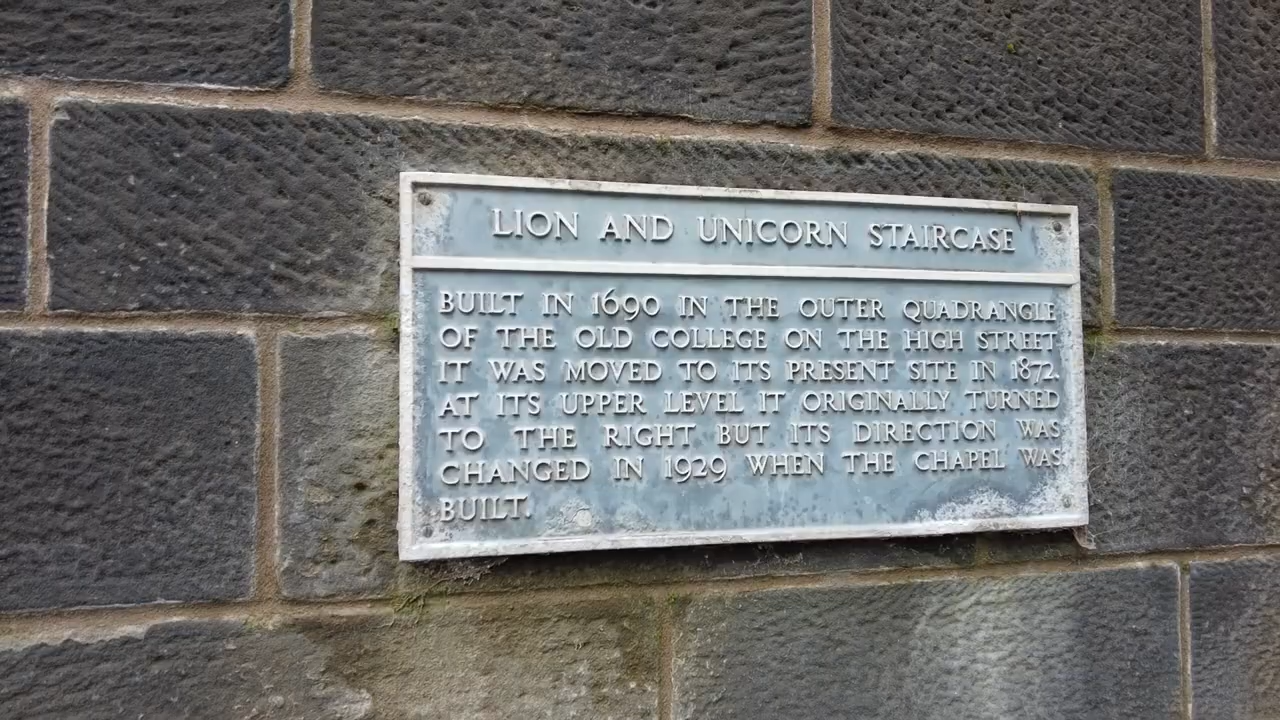 LION AND UNICORN STAIRCASE
BUILT IN 1690 IN THE OUTER QUADRANGLE
OF THE OLD COLLEGE ON THE HIGH STREET
IT WAS MOVED TO ITS PRESENT SITE IN 1872.
AT ITS UPPER LEVEL IT ORIGINALLY TURNED
TO THE RIGHT BUT ITS DIRECTION WAS
CHANGED IN 1929 WHEN THE CHAPEL WAS
BUILT.